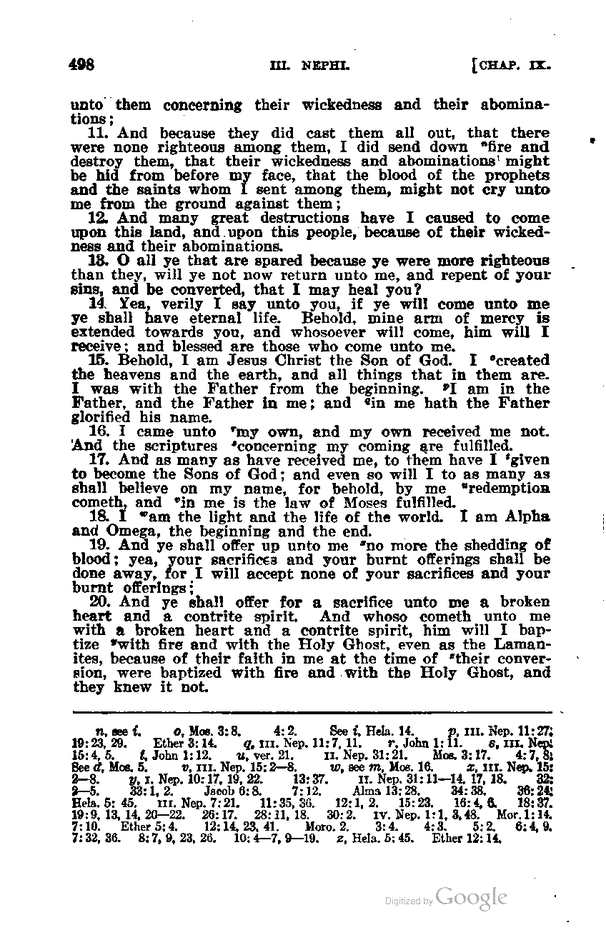 498 III. NEPHI. [CHAP. IX.
unto them concerning their wickedness and their abomina-
tions;
11. And because they did cast them all out, that there
were none righteous among them, I did send down ⁿfire and
destroy them, that their wickedness and abominations might
be hid from before my face, that the blood of the prophets
and the saints whom I sent among them, might not cry unto
me from the ground against them;
12. And many great destructions have I caused to come
upon this land, and upon this people, because of their wicked-
ness and their abominations.
13. O all ye that are spared because ye were more righteous
than they, will ye not now return unto me, and repent of your
sins, and be converted, that I may heal you?
14. Yea, verily I say unto you, if ye will come unto me
ye shall have eternal life. Behold, mine arm of mercy is
extended towards you, and whosoever will come, him will I
receive; and blessed are those who come unto me.
15. Behold, I am Jesus Christ the Son of God. I ᵒcreated
the heavens and the earth, and all things that in them are.
I was with the Father from the beginning. ᵖI am in the
Father, and the Father in me; and ᑫin me hath the Father
glorified his name.
16. I came unto ʳmy own, and my own received me not.
And the scriptures ˢconcerning my coming are fulfilled.
17. And as many as have received me, to them have I ᵗgiven
to become the Sons of God; and even so will I to as many as
shall believe on my name, for behold, by me ᵘredemption
cometh, and ᵛin me is the law of Moses fulfilled.
18. I ʷam the light and the life of the world. I am Alpha
and Omega, the beginning and the end.
19. And ye shall offer up unto me ˣno more the shedding of
blood; yea, your sacrifices and your burnt offerings shall be
done away, for I will accept none of your sacrifices and your
burnt offerings;
20. And ye shall offer for a sacrifice unto me a broken
heart and a contrite spirit. And whoso cometh unto me
with a broken heart and a contrite spirit, him will I bap-
tize ʸwith fire and with the Holy Ghost, even as the Laman-
ites, because of their faith in me at the time of ᶻtheir conver-
sion, were baptized with fire and with the Holy Ghost, and
they knew it not.
n, see i. o, Mos. 3:8. 4:2. See i, Hela. 14. p, III. Nep. 11:27;
19:23, 29. Ether 3:14. q, III. Nep. 11:7, 11. r, John 1:11. s, III. Nep.
15:4, 5. t, John 1:12. u, ver. 21. II. Nep. 31:21. Mos. 3:17. 4:7, 8;
See d, Mos. 5. v, III. Nep. 15:2—8. w, see m, Mos. 16. x, III. Nep. 15:
2—8. y, I. Nep. 10:17, 19, 22. 13:37. II. Nep. 31:11—14, 17, 18. 32:
2—5. 33:1, 2. Jacob 6:8. 7:12. Alma 13:28. 34:38. 36:24;
Hela. 5:45. III. Nep. 7:21. 11:35, 36. 12:1, 2. 15:23. 16:4, 6. 18:37.
19:9, 13, 14, 20—22. 26:17. 28:11, 18. 30:2. IV. Nep. 1:1, 3, 48. Mor. 1:14.
7:10. Ether 5:4. 12:14, 23, 41. Moro. 2. 3:4. 4:3. 5:2. 6:4, 9.
7:32, 36. 8:7, 9, 23, 26. 10:4—7, 9—19. z, Hela. 5:45. Ether 12:14.
Digitized by Google